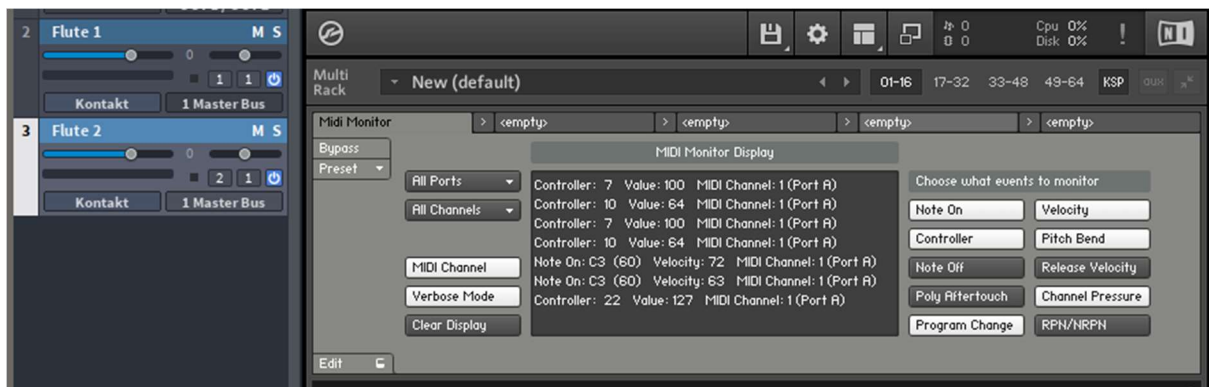 2 Flute 1 M S
0
1 1
Kontakt 1 Master Bus
3 Flute 2 M S
0
2 1
Kontakt 1 Master Bus
0 Cpu 0% !
0 0 Disk 0%
NI
Multi Rack New (default) 01-16 17-32 33-48 49-64 KSP aux
Midi Monitor > <empty> > <empty> > <empty> > <empty>
Bypass
Preset
MIDI Monitor Display
All Ports
All Channels
MIDI Channel
Verbose Mode
Clear Display
Controller: 7 Value: 100 MIDI Channel: 1 (Port A)
Controller: 10 Value: 64 MIDI Channel: 1 (Port A)
Controller: 7 Value: 100 MIDI Channel: 1 (Port A)
Controller: 10 Value: 64 MIDI Channel: 1 (Port A)
Note On: C3 (60) Velocity: 72 MIDI Channel: 1 (Port A)
Note On: C3 (60) Velocity: 63 MIDI Channel: 1 (Port A)
Controller: 22 Value: 127 MIDI Channel: 1 (Port A)
Choose what events to monitor
Note On Velocity
Controller Pitch Bend
Note Off Release Velocity
Poly Aftertouch Channel Pressure
Program Change RPN/NRPN
Edit